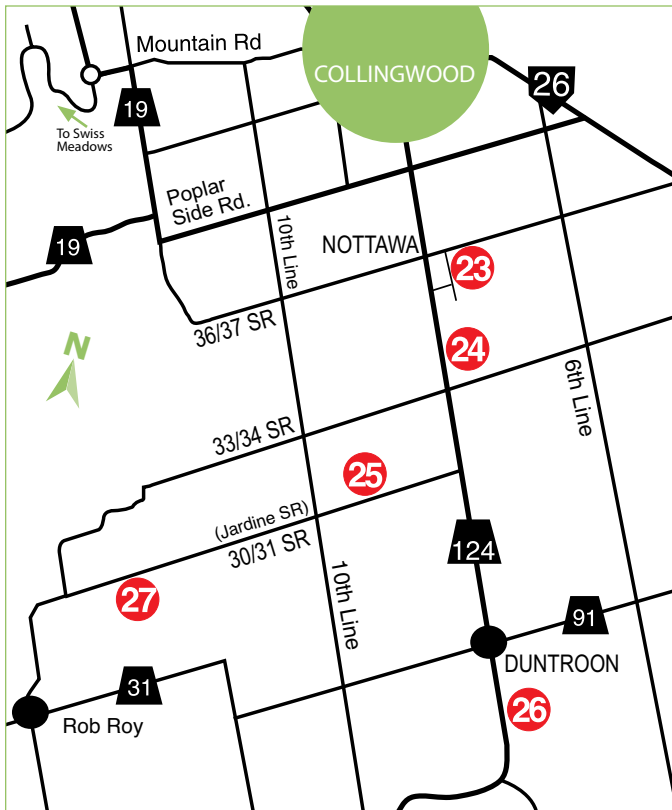 Mountain Rd
COLLINGWOOD
26
19
To Swiss
Meadows
Poplar
Side Rd.
19
10th Line
NOTTAWA
23
36/37 SR
N
24
6th Line
33/34 SR
25
(Jardine SR)
30/31 SR
124
27
10th Line
91
DUNTROON
31
26
Rob Roy